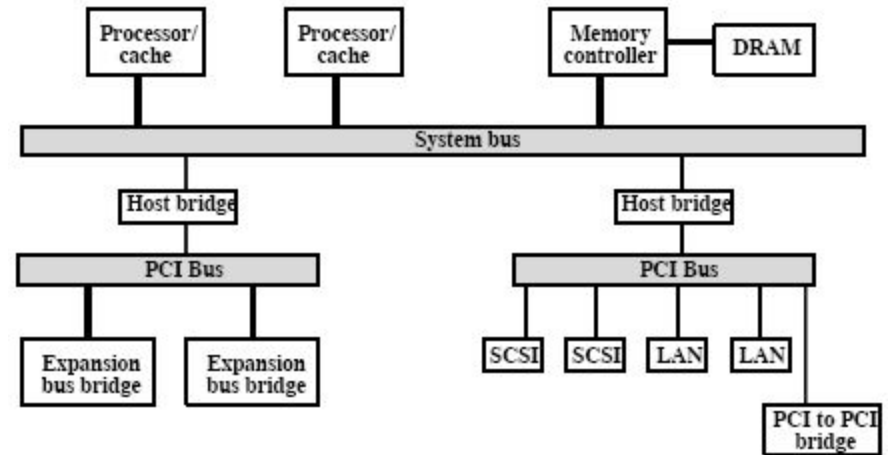 Processor/
cache
Processor/
cache
Memory
controller
DRAM
System bus
Host bridge
Host bridge
PCI Bus
PCI Bus
Expansion
bus bridge
Expansion
bus bridge
SCSI
SCSI
LAN
LAN
PCI to PCI
bridge